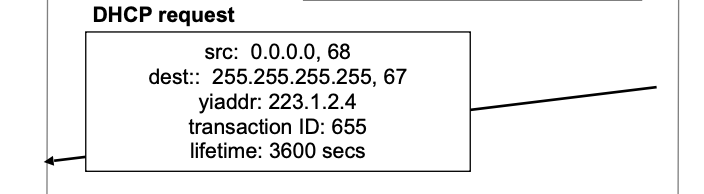 DHCP request
src: 0.0.0.0, 68
dest:: 255.255.255.255, 67
yiaddr: 223.1.2.4
transaction ID: 655
lifetime: 3600 secs